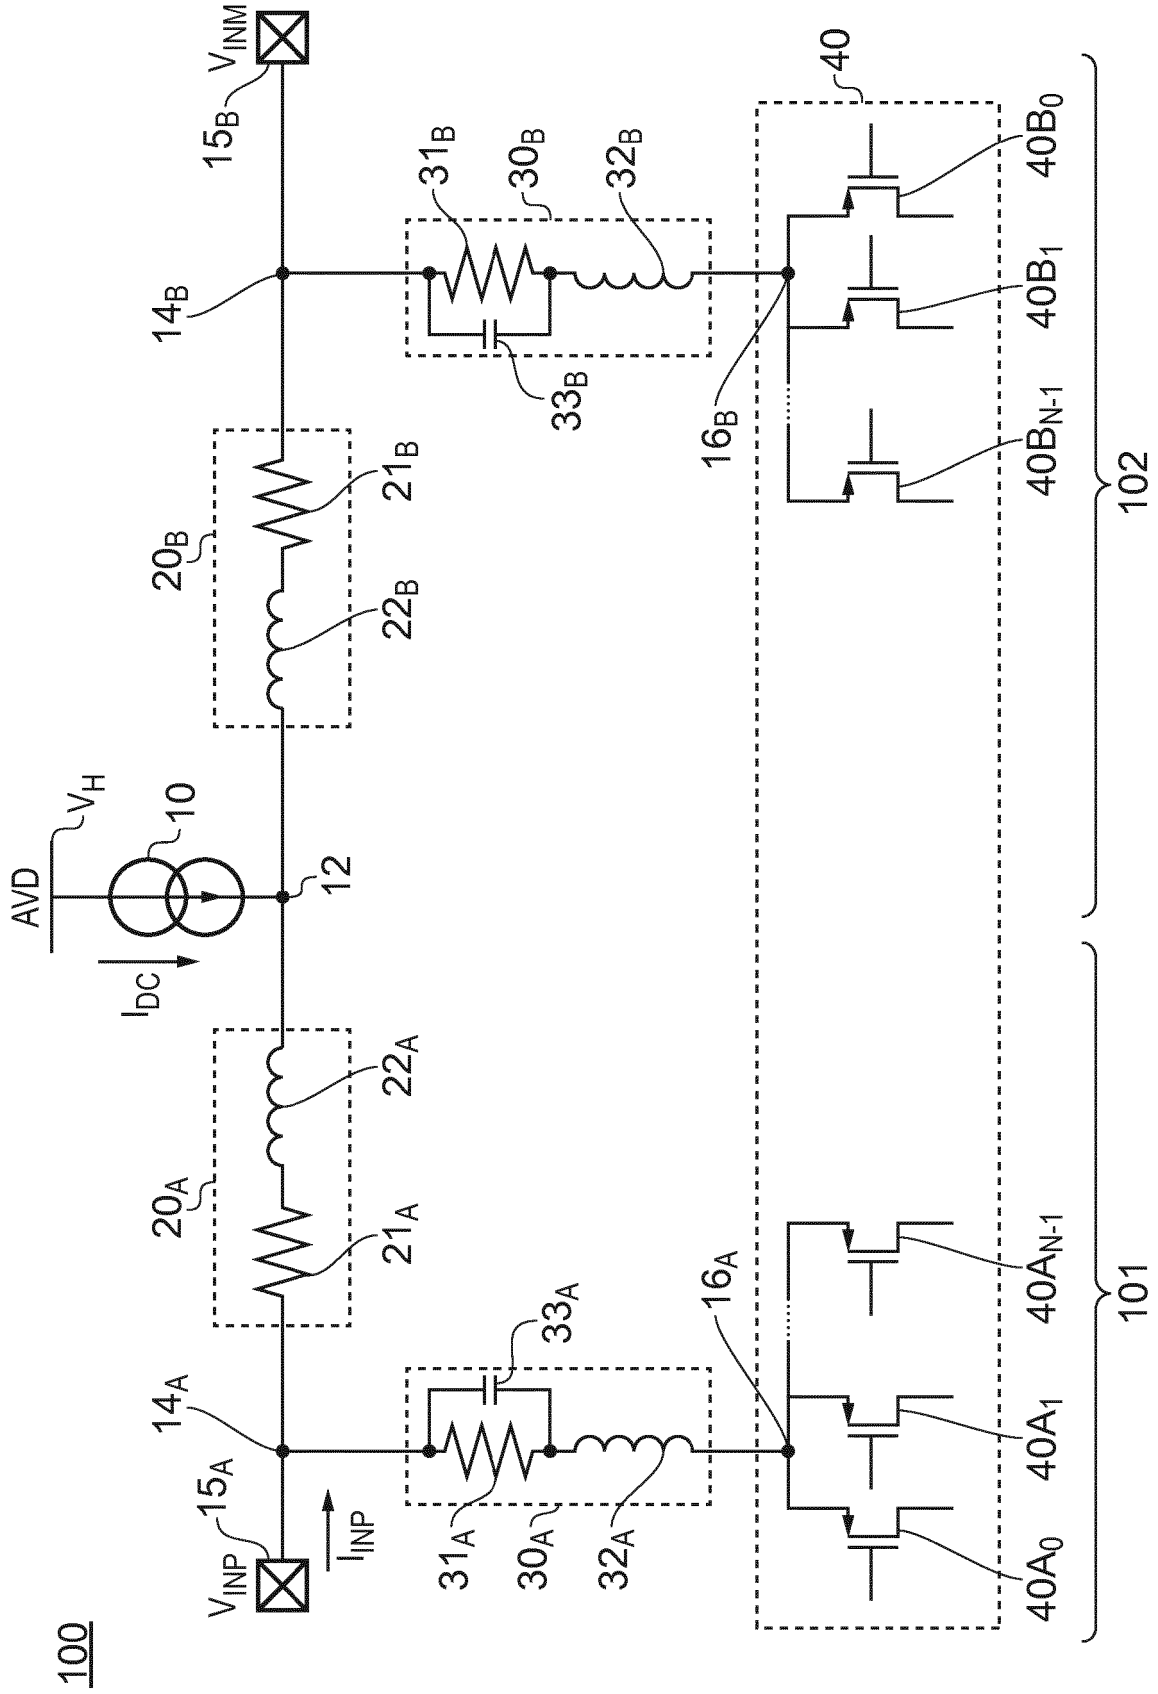 100
AVD
V_H
10
I_DC
12
V_INP
15_A
14_A
20_A
21_A
22_A
20_B
22_B
21_B
14_B
15_B
V_INM
I_INP
31_A
30_A
32_A
33_A
33_B
31_B
30_B
32_B
16_A
16_B
40
40A_0
40A_1
40A_N-1
40B_N-1
40B_1
40B_0
101
102